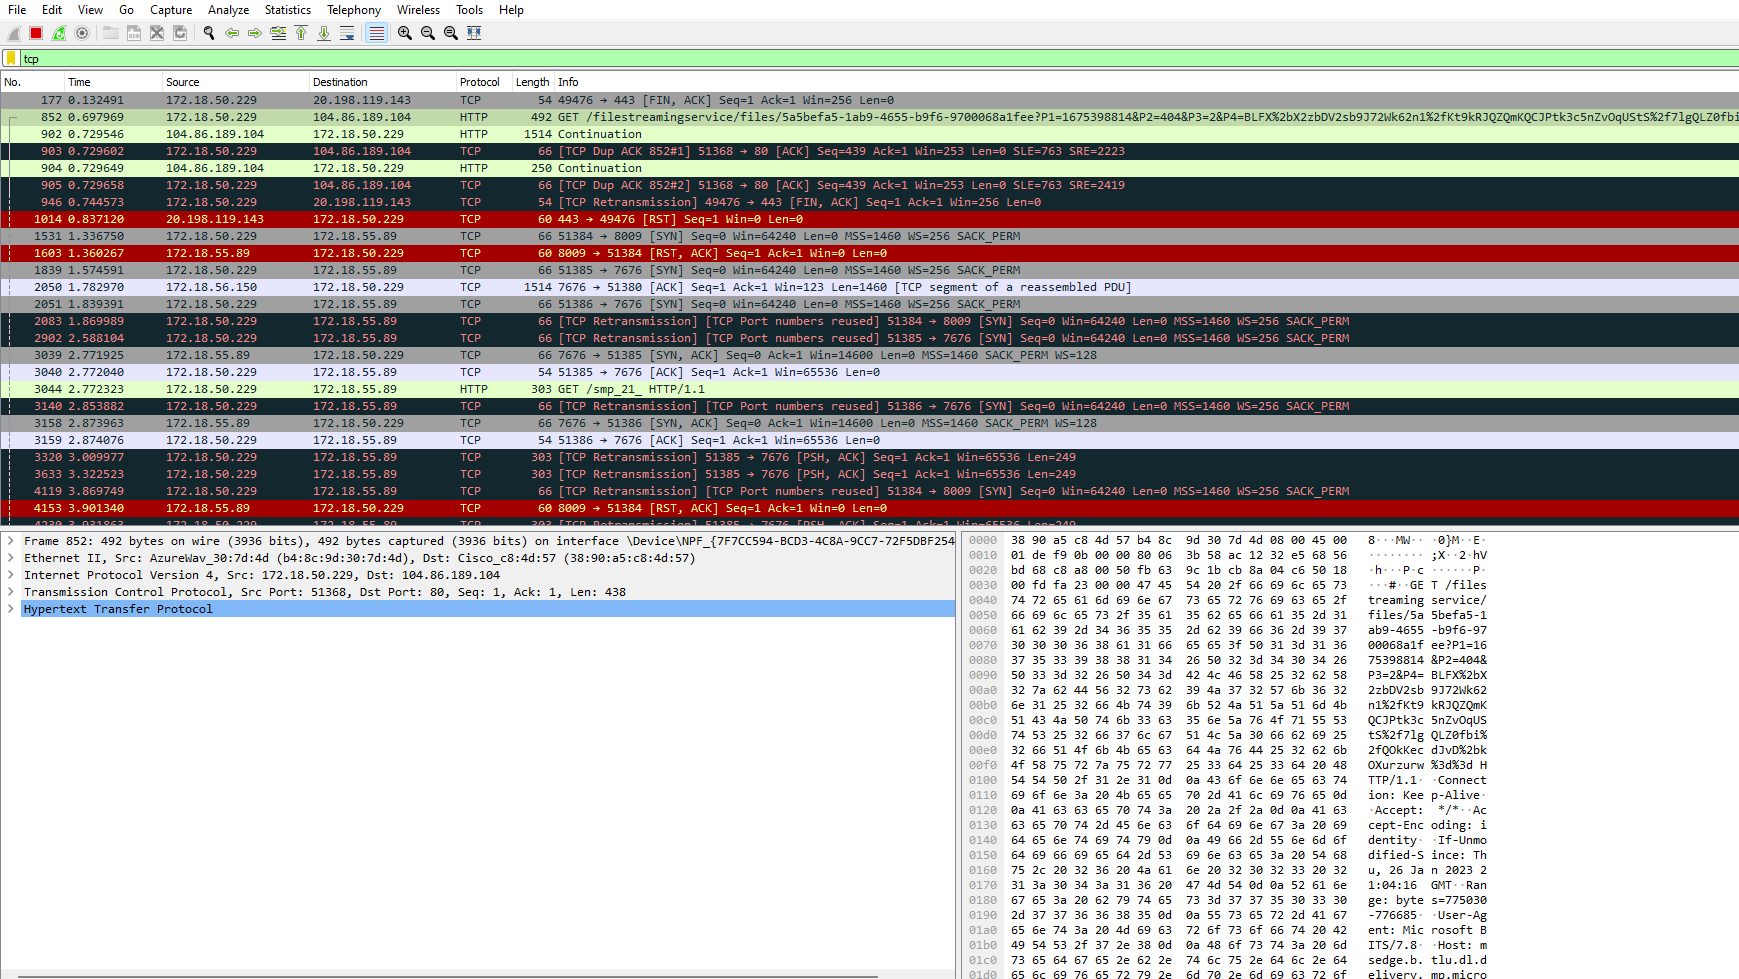 File Edit View Go Capture Analyze Statistics Telephony Wireless Tools Help
tcp
No. Time Source Destination Protocol Length Info
177 0.132491 172.18.50.229 20.198.119.143 TCP 54 49476 → 443 [FIN, ACK] Seq=1 Ack=1 Win=256 Len=0
852 0.697969 172.18.50.229 104.86.189.104 HTTP 492 GET /filestreamingservice/files/5a5befa5-1ab9-4655-b9f6-9700068a1fee?P1=1675398814&P2=404&P3=2&P4=BLFX%2bX2zbDV2sb9J72Wk62n1%2fKt9kRJQZQmKQCJPtk3c5nZvOqUStS%2f7lgQLZ0fbi
902 0.729546 104.86.189.104 172.18.50.229 HTTP 1514 Continuation
903 0.729602 172.18.50.229 104.86.189.104 TCP 66 [TCP Dup ACK 852#1] 51368 → 80 [ACK] Seq=439 Ack=1 Win=253 Len=0 SLE=763 SRE=2223
904 0.729649 104.86.189.104 172.18.50.229 HTTP 250 Continuation
905 0.729658 172.18.50.229 104.86.189.104 TCP 66 [TCP Dup ACK 852#2] 51368 → 80 [ACK] Seq=439 Ack=1 Win=253 Len=0 SLE=763 SRE=2419
946 0.744573 172.18.50.229 20.198.119.143 TCP 54 [TCP Retransmission] 49476 → 443 [FIN, ACK] Seq=1 Ack=1 Win=256 Len=0
1014 0.837120 20.198.119.143 172.18.50.229 TCP 60 443 → 49476 [RST] Seq=1 Win=0 Len=0
1531 1.336750 172.18.50.229 172.18.55.89 TCP 66 51384 → 8009 [SYN] Seq=0 Win=64240 Len=0 MSS=1460 WS=256 SACK_PERM
1603 1.360267 172.18.55.89 172.18.50.229 TCP 60 8009 → 51384 [RST, ACK] Seq=1 Ack=1 Win=0 Len=0
1839 1.574591 172.18.50.229 172.18.55.89 TCP 66 51385 → 7676 [SYN] Seq=0 Win=64240 Len=0 MSS=1460 WS=256 SACK_PERM
2050 1.782970 172.18.56.150 172.18.50.229 TCP 1514 7676 → 51380 [ACK] Seq=1 Ack=1 Win=123 Len=1460 [TCP segment of a reassembled PDU]
2051 1.839391 172.18.50.229 172.18.55.89 TCP 66 51386 → 7676 [SYN] Seq=0 Win=64240 Len=0 MSS=1460 WS=256 SACK_PERM
2083 1.869989 172.18.50.229 172.18.55.89 TCP 66 [TCP Retransmission] [TCP Port numbers reused] 51384 → 8009 [SYN] Seq=0 Win=64240 Len=0 MSS=1460 WS=256 SACK_PERM
2902 2.588104 172.18.50.229 172.18.55.89 TCP 66 [TCP Retransmission] [TCP Port numbers reused] 51385 → 7676 [SYN] Seq=0 Win=64240 Len=0 MSS=1460 WS=256 SACK_PERM
3039 2.771925 172.18.55.89 172.18.50.229 TCP 66 7676 → 51385 [SYN, ACK] Seq=0 Ack=1 Win=14600 Len=0 MSS=1460 SACK_PERM WS=128
3040 2.772040 172.18.50.229 172.18.55.89 TCP 54 51385 → 7676 [ACK] Seq=1 Ack=1 Win=65536 Len=0
3044 2.772323 172.18.50.229 172.18.55.89 HTTP 303 GET /smp_21_ HTTP/1.1
3140 2.853882 172.18.50.229 172.18.55.89 TCP 66 [TCP Retransmission] [TCP Port numbers reused] 51386 → 7676 [SYN] Seq=0 Win=64240 Len=0 MSS=1460 WS=256 SACK_PERM
3158 2.873963 172.18.55.89 172.18.50.229 TCP 66 7676 → 51386 [SYN, ACK] Seq=0 Ack=1 Win=14600 Len=0 MSS=1460 SACK_PERM WS=128
3159 2.874076 172.18.50.229 172.18.55.89 TCP 54 51386 → 7676 [ACK] Seq=1 Ack=1 Win=65536 Len=0
3320 3.009977 172.18.50.229 172.18.55.89 TCP 303 [TCP Retransmission] 51385 → 7676 [PSH, ACK] Seq=1 Ack=1 Win=65536 Len=249
3633 3.322523 172.18.50.229 172.18.55.89 TCP 303 [TCP Retransmission] 51385 → 7676 [PSH, ACK] Seq=1 Ack=1 Win=65536 Len=249
4119 3.869749 172.18.50.229 172.18.55.89 TCP 66 [TCP Retransmission] [TCP Port numbers reused] 51384 → 8009 [SYN] Seq=0 Win=64240 Len=0 MSS=1460 WS=256 SACK_PERM
4153 3.901340 172.18.55.89 172.18.50.229 TCP 60 8009 → 51384 [RST, ACK] Seq=1 Ack=1 Win=0 Len=0
4230 3.931863 172.18.50.229 172.18.55.89 TCP 303 [TCP Retransmission] 51385 → 7676 [PSH, ACK] Seq=1 Ack=1 Win=65536 Len=249
Frame 852: 492 bytes on wire (3936 bits), 492 bytes captured (3936 bits) on interface \Device\NPF_{7F7CC594-BCD3-4C8A-9CC7-72F5DBF254
Ethernet II, Src: AzureWav_30:7d:4d (b4:8c:9d:30:7d:4d), Dst: Cisco_c8:4d:57 (38:90:a5:c8:4d:57)
Internet Protocol Version 4, Src: 172.18.50.229, Dst: 104.86.189.104
Transmission Control Protocol, Src Port: 51368, Dst Port: 80, Seq: 1, Ack: 1, Len: 438
Hypertext Transfer Protocol
0000 38 90 a5 c8 4d 57 b4 8c 9d 30 7d 4d 08 00 45 00 8···MW·· ·0}M··E·
0010 01 de f9 0b 00 00 80 06 3b 58 ac 12 32 e5 68 56 ········ ;X··2·hV
0020 bd 68 c8 a8 00 50 fb 63 9c 1b cb 8a 04 c6 50 18 ·h···P·c ······P·
0030 00 fd fa 23 00 00 47 45 54 20 2f 66 69 6c 65 73 ···#··GE T /files
0040 74 72 65 61 6d 69 6e 67 73 65 72 76 69 63 65 2f treaming service/
0050 66 69 6c 65 73 2f 35 61 35 62 65 66 61 35 2d 31 files/5a 5befa5-1
0060 61 62 39 2d 34 36 35 35 2d 62 39 66 36 2d 39 37 ab9-4655 -b9f6-97
0070 30 30 30 36 38 61 31 66 65 65 3f 50 31 3d 31 36 00068a1f ee?P1=16
0080 37 35 33 39 38 38 31 34 26 50 32 3d 34 30 34 26 75398814 &P2=404&
0090 50 33 3d 32 26 50 34 3d 42 4c 46 58 25 32 62 58 P3=2&P4= BLFX%2bX
00a0 32 7a 62 44 56 32 73 62 39 4a 37 32 57 6b 36 32 2zbDV2sb 9J72Wk62
00b0 6e 31 25 32 66 4b 74 39 6b 52 4a 51 5a 51 6d 4b n1%2fKt9 kRJQZQmK
00c0 51 43 4a 50 74 6b 33 63 35 6e 5a 76 4f 71 55 53 QCJPtk3c 5nZvOqUS
00d0 74 53 25 32 66 37 6c 67 51 4c 5a 30 66 62 69 25 tS%2f7lg QLZ0fbi%
00e0 32 66 51 4f 6b 4b 65 63 64 4a 76 44 25 32 62 6b 2fQOkKec dJvD%2bk
00f0 4f 58 75 72 7a 75 72 77 25 33 64 25 33 64 20 48 OXurzurw %3d%3d H
0100 54 54 50 2f 31 2e 31 0d 0a 43 6f 6e 6e 65 63 74 TTP/1.1· ·Connect
0110 69 6f 6e 3a 20 4b 65 65 70 2d 41 6c 69 76 65 0d ion: Kee p-Alive·
0120 0a 41 63 63 65 70 74 3a 20 2a 2f 2a 0d 0a 41 63 ·Accept: */*··Ac
0130 63 65 70 74 2d 45 6e 63 6f 64 69 6e 67 3a 20 69 cept-Enc oding: i
0140 64 65 6e 74 69 74 79 0d 0a 49 66 2d 55 6e 6d 6f dentity· ·If-Unmo
0150 64 69 66 69 65 64 2d 53 69 6e 63 65 3a 20 54 68 dified-S ince: Th
0160 75 2c 20 32 36 20 4a 61 6e 20 32 30 32 33 20 32 u, 26 Ja n 2023 2
0170 31 3a 30 34 3a 31 36 20 47 4d 54 0d 0a 52 61 6e 1:04:16 GMT··Ran
0180 67 65 3a 20 62 79 74 65 73 3d 37 37 35 30 33 30 ge: byte s=775030
0190 2d 37 37 36 36 38 35 0d 0a 55 73 65 72 2d 41 67 -776685· ·User-Ag
01a0 65 6e 74 3a 20 4d 69 63 72 6f 73 6f 66 74 20 42 ent: Mic rosoft B
01b0 49 54 53 2f 37 2e 38 0d 0a 48 6f 73 74 3a 20 6d ITS/7.8· ·Host: m
01c0 73 65 64 67 65 2e 62 2e 74 6c 75 2e 64 6c 2e 64 sedge.b. tlu.dl.d
01d0 65 6c 69 76 65 72 79 2e 6d 70 2e 6d 69 63 72 6f elivery. mp.micro